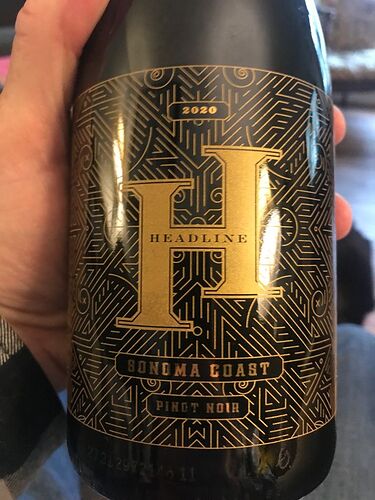 2020
H
HEADLINE
SONOMA COAST
PINOT NOIR